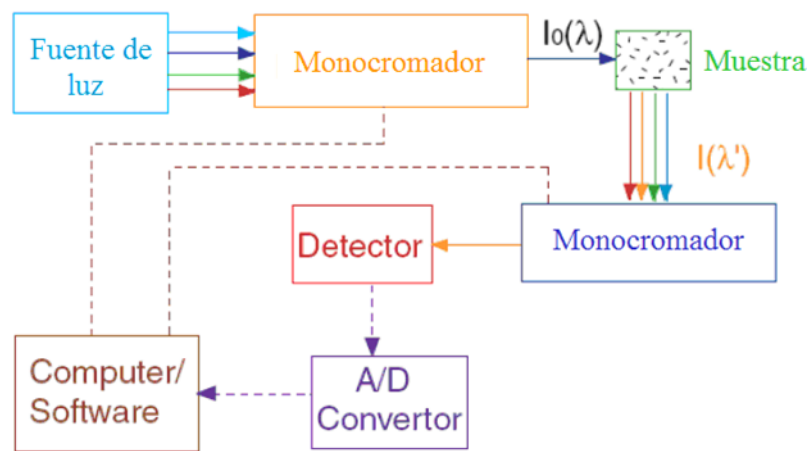 Fuente de
luz
Monocromador
I0(λ)
Muestra
I(λ')
Monocromador
Detector
A/D
Convertor
Computer/
Software